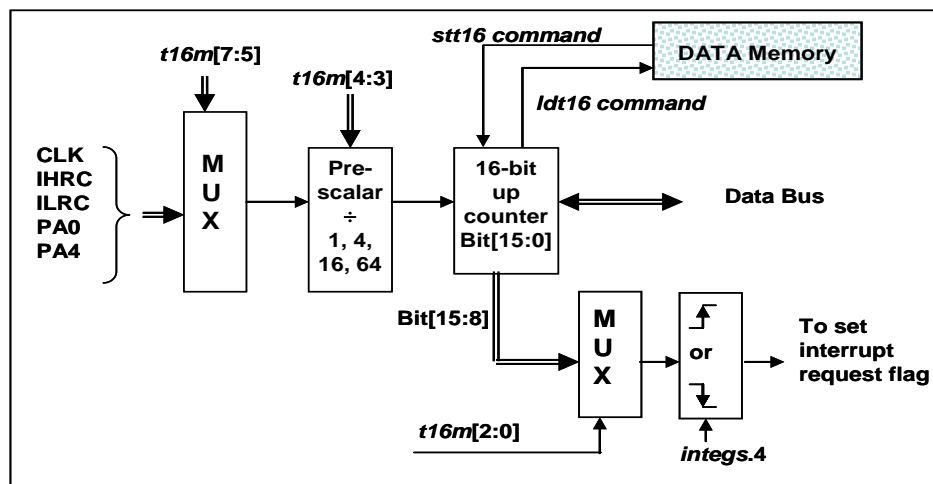 stt16 command
DATA Memory
t16m[7:5]
t16m[4:3]
ldt16 command
CLK
IHRC
ILRC
PA0
PA4
M
U
X
Pre-
scalar
÷
1, 4,
16, 64
16-bit
up
counter
Bit[15:0]
Data Bus
Bit[15:8]
M
U
X
or
To set
interrupt
request flag
t16m[2:0]
integs.4